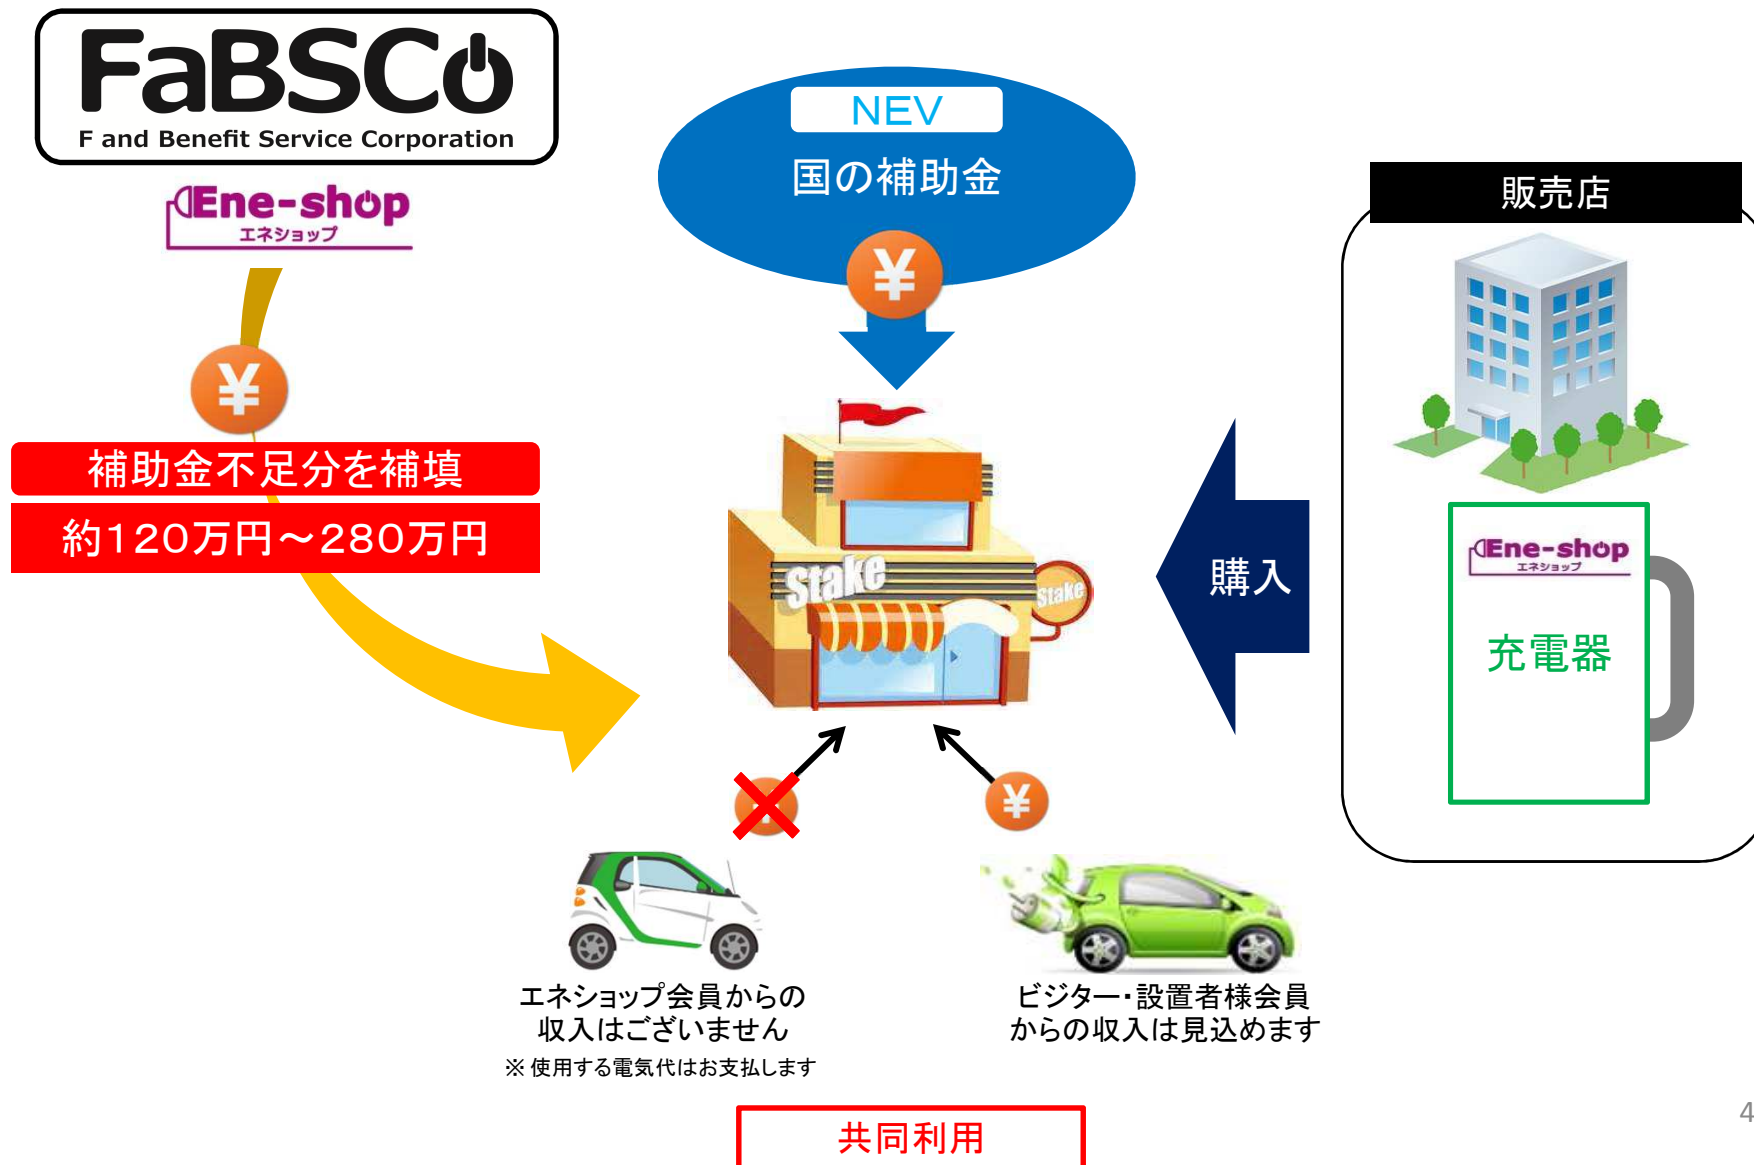 FaBSCo
F and Benefit Service Corporation
Ene-shop
エネショップ
NEV
国の補助金
¥
販売店
¥
補助金不足分を補填
約120万円～280万円
Stake
Stake
購入
Ene-shop
エネショップ
充電器
¥
エネショップ会員からの
収入はございません
※使用する電気代はお支払します
ビジター・設置者様会員
からの収入は見込めます
共同利用
4